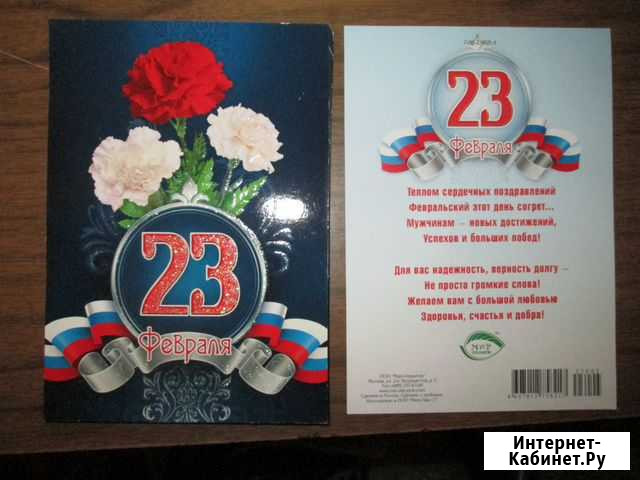 23
Февраля
23
Февраля
Теплом сердечных поздравлений
Февральский этот день согрет...
Мужчинам – новых достижений,
Успехов и больших побед!
Для вас надежность, верность долгу –
Не просто громкие слова!
Желаем вам с большой любовью
Здоровья, счастья и добра!
МИР
Интернет-
Кабинет.Ру